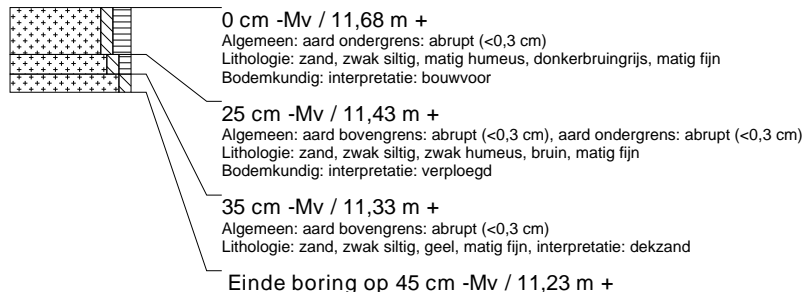 0 cm -Mv / 11,68 m +
Algemeen: aard ondergrens: abrupt (<0,3 cm)
Lithologie: zand, zwak siltig, matig humeus, donkerbruingrijs, matig fijn
Bodemkundig: interpretatie: bouwvoor
25 cm -Mv / 11,43 m +
Algemeen: aard bovengrens: abrupt (<0,3 cm), aard ondergrens: abrupt (<0,3 cm)
Lithologie: zand, zwak siltig, zwak humeus, bruin, matig fijn
Bodemkundig: interpretatie: verploegd
35 cm -Mv / 11,33 m +
Algemeen: aard bovengrens: abrupt (<0,3 cm)
Lithologie: zand, zwak siltig, geel, matig fijn, interpretatie: dekzand
Einde boring op 45 cm -Mv / 11,23 m +